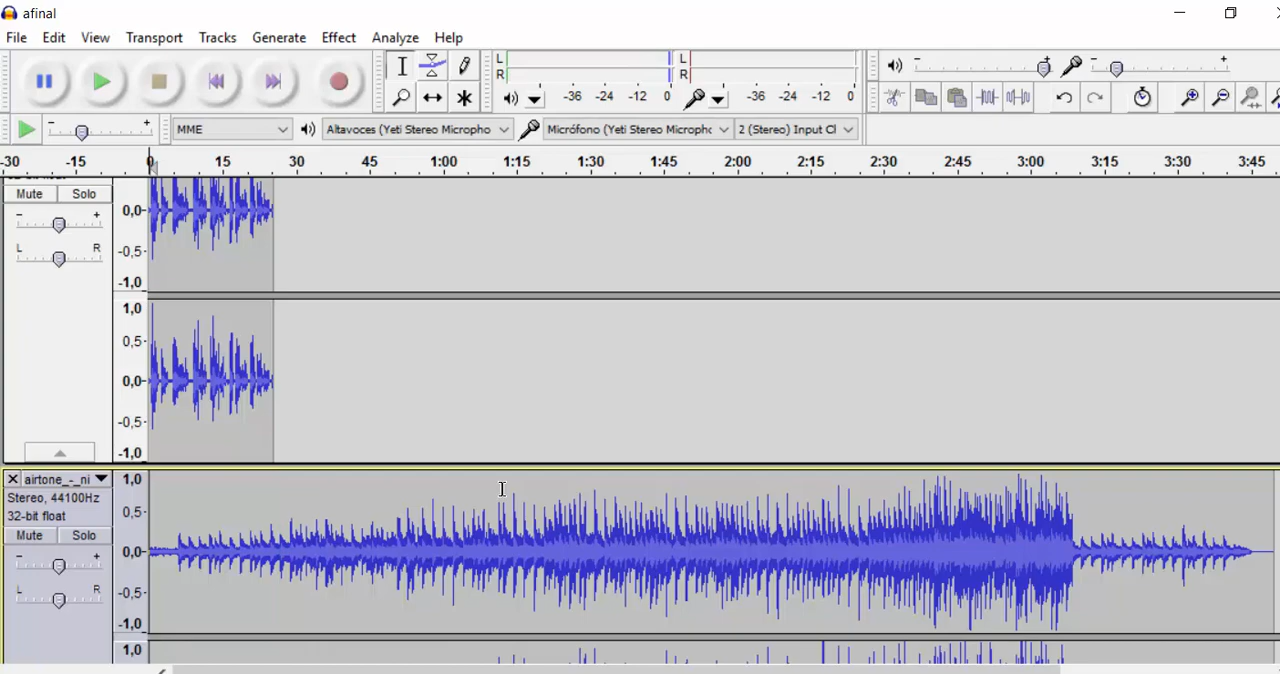 afinal
File Edit View Transport Tracks Generate Effect Analyze Help
L
R
-36 -24 -12 0
L
R
-36 -24 -12 0
MME
Altavoces (Yeti Stereo Micropho
Micrófono (Yeti Stereo Microphc
2 (Stereo) Input Cl
-30 -15 0 15 30 45 1:00 1:15 1:30 1:45 2:00 2:15 2:30 2:45 3:00 3:15 3:30 3:45
Mute Solo
- +
L R
0,0-
-0,5-
-1,0
1,0
0,5-
0,0-
-0,5-
-1,0
airtone_-_ni
Stereo, 44100Hz
32-bit float
Mute Solo
- +
L R
1,0
0,5-
0,0-
-0,5-
-1,0
1,0